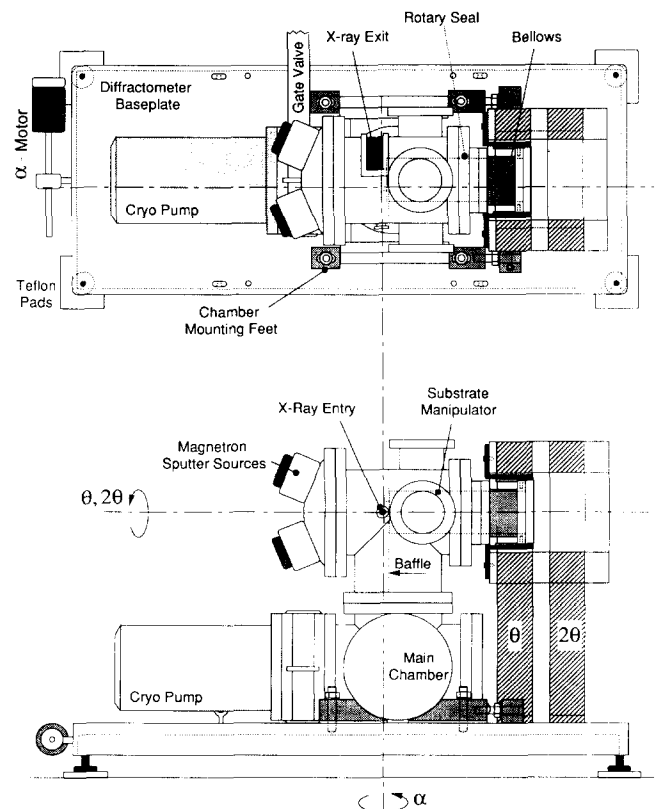 Rotary Seal
X-ray Exit
Bellows
Gate Valve
Diffractometer
Baseplate
α - Motor
Cryo Pump
Teflon
Pads
Chamber
Mounting Feet
X-Ray Entry
Substrate
Manipulator
Magnetron
Sputter Sources
θ, 2θ
Baffle
θ
2θ
Main
Chamber
Cryo Pump
α